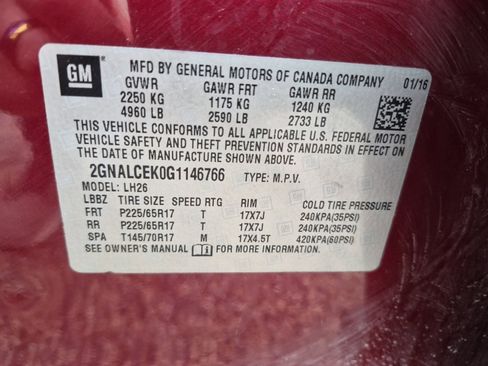 GM
MFD BY GENERAL MOTORS OF CANADA COMPANY
01/16
GVWR GAWR FRT GAWR RR
2250 KG 1175 KG 1240 KG
4960 LB 2590 LB 2733 LB
THIS VEHICLE CONFORMS TO ALL APPLICABLE U.S. FEDERAL MOTOR
VEHICLE SAFETY AND THEFT PREVENTION STANDARDS IN EFFECT ON
THE DATE OF MANUFACTURE SHOWN ABOVE.
2GNALCEK0G1146766 TYPE: M.P.V.
MODEL: LH26
LBBZ TIRE SIZE SPEED RTG RIM COLD TIRE PRESSURE
FRT P225/65R17 T 17X7J 240KPA(35PSI)
RR P225/65R17 T 17X7J 240KPA(35PSI)
SPA T145/70R17 M 17X4.5T 420KPA(60PSI)
SEE OWNER'S MANUAL FOR MORE INFORMATION.